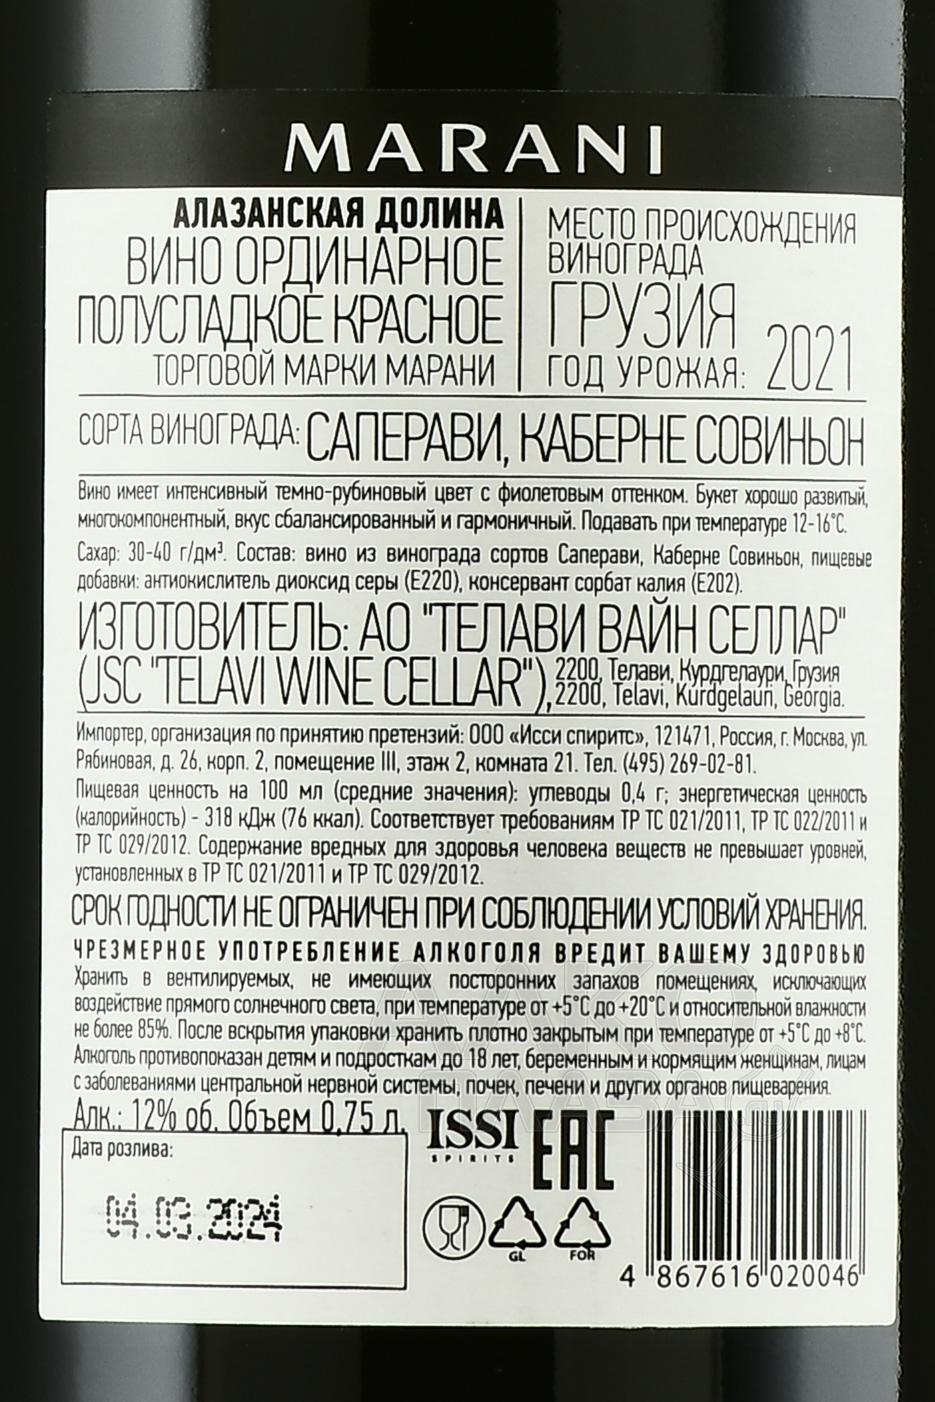 MARANI
АЛАЗАНСКАЯ ДОЛИНА
ВИНО ОРДИНАРНОЕ
ПОЛУСЛАДКОЕ КРАСНОЕ
ТОРГОВОЙ МАРКИ МАРАНИ
МЕСТО ПРОИСХОЖДЕНИЯ
ВИНОГРАДА
ГРУЗИЯ
ГОД УРОЖАЯ: 2021
СОРТА ВИНОГРАДА: САПЕРАВИ, КАБЕРНЕ СОВИНЬОН
Вино имеет интенсивный темно-рубиновый цвет с фиолетовым оттенком. Букет хорошо развитый,
многокомпонентный, вкус сбалансированный и гармоничный. Подавать при температуре 12-16°С.
Сахар: 30-40 г/дм³. Состав: вино из винограда сортов Саперави, Каберне Совиньон, пищевые
добавки: антиокислитель диоксид серы (Е220), консервант сорбат калия (Е202).
ИЗГОТОВИТЕЛЬ: АО "ТЕЛАВИ ВАЙН СЕЛЛАР"
(JSC "TELAVI WINE CELLAR"), 2200, Телави, Курдгелаури, Грузия
2200, Telavi, Kurdgelauri, Georgia.
Импортер, организация по принятию претензий: ООО «Исси спиритс», 121471, Россия, г. Москва, ул.
Рябиновая, д. 26, корп. 2, помещение III, этаж 2, комната 21. Тел. (495) 269-02-81.
Пищевая ценность на 100 мл (средние значения): углеводы 0,4 г; энергетическая ценность
(калорийность) - 318 кДж (76 ккал). Соответствует требованиям ТР ТС 021/2011, ТР ТС 022/2011 и
ТР ТС 029/2012. Содержание вредных для здоровья человека веществ не превышает уровней,
установленных в ТР ТС 021/2011 и ТР ТС 029/2012.
СРОК ГОДНОСТИ НЕ ОГРАНИЧЕН ПРИ СОБЛЮДЕНИИ УСЛОВИЙ ХРАНЕНИЯ.
ЧРЕЗМЕРНОЕ УПОТРЕБЛЕНИЕ АЛКОГОЛЯ ВРЕДИТ ВАШЕМУ ЗДОРОВЬЮ
Хранить в вентилируемых, не имеющих посторонних запахов помещениях, исключающих
воздействие прямого солнечного света, при температуре от +5°С до +20°С и относительной влажности
не более 85%. После вскрытия упаковки хранить плотно закрытым при температуре от +5°С до +8°С.
Алкоголь противопоказан детям и подросткам до 18 лет, беременным и кормящим женщинам, лицам
с заболеваниями центральной нервной системы, почек, печени и других органов пищеварения.
Алк.: 12% об. Объем 0,75 л.
Дата розлива:
04.03.2024
ISSI
SPIRITS
EAC
GL
FOR
4 867616 020046